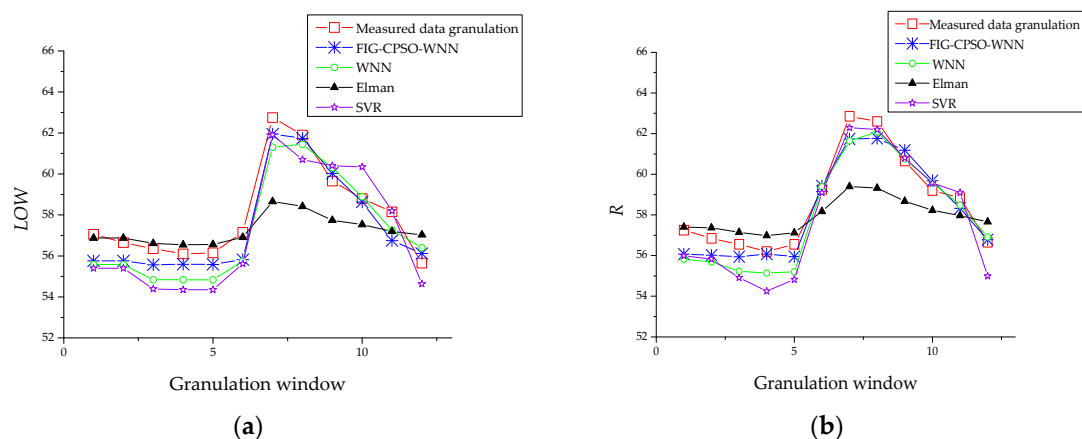 Measured data granulation
FIG-CPSO-WNN
WNN
Elman
SVR
66
64
62
60
58
56
54
52
LOW
0
5
10
Granulation window
(a)
Measured data granulation
FIG-CPSO-WNN
WNN
Elman
SVR
66
64
62
60
58
56
54
52
R
0
5
10
Granulation window
(b)